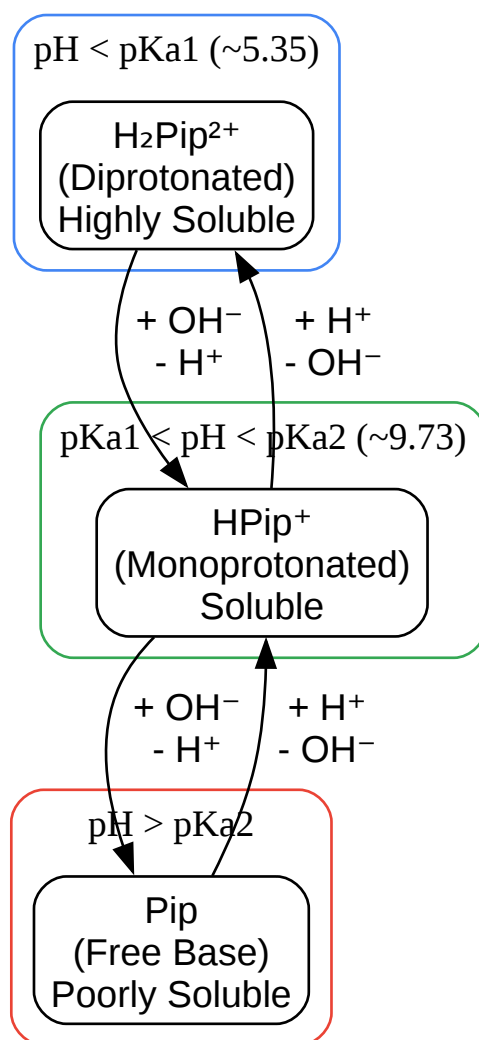 pH < pKa1 (~5.35)
H₂Pip²⁺
(Diprotonated)
Highly Soluble
+ OH⁻
- H⁺
+ H⁺
- OH⁻
pKa1 < pH < pKa2 (~9.73)
HPip⁺
(Monoprotonated)
Soluble
+ OH⁻
- H⁺
+ H⁺
- OH⁻
pH > pKa2
Pip
(Free Base)
Poorly Soluble